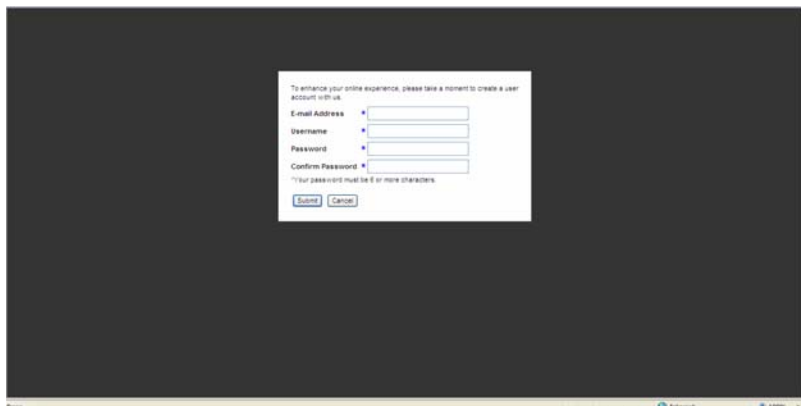 To enhance your online experience, please take a moment to create a user
account with us.
E-mail Address *
Username *
Password *
Confirm Password *
*Your password must be 6 or more characters.
Submit Cancel